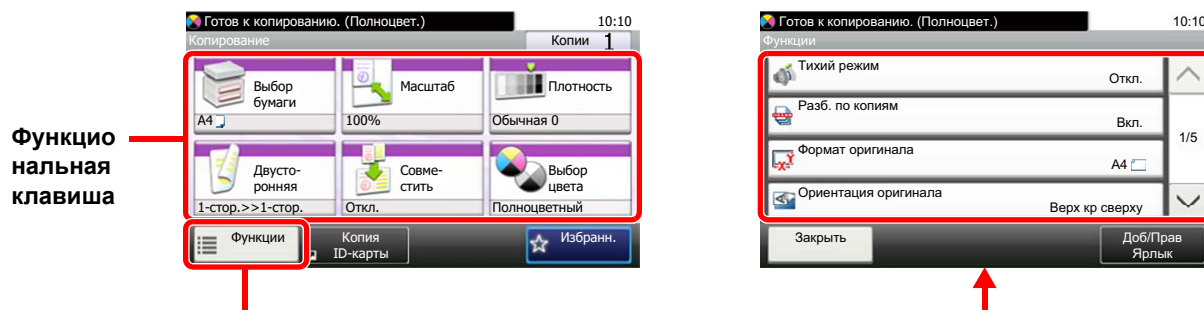 Готов к копированию. (Полноцвет.) 10:10
Копирование Копии 1
Выбор
бумаги
A4
Масштаб
100%
Плотность
Обычная 0
Функцио
нальная
клавиша
Двусто-
ронняя
1-стор.>>1-стор.
Совме-
стить
Откл.
Выбор
цвета
Полноцветный
Функции
Копия
ID-карты
Избранн.
Готов к копированию. (Полноцвет.) 10:10
Функции
Тихий режим
Откл.
Разб. по копиям
Вкл.
1/5
Формат оригинала
A4
Ориентация оригинала
Верх кр сверху
Закрыть
Доб/Прав
Ярлык